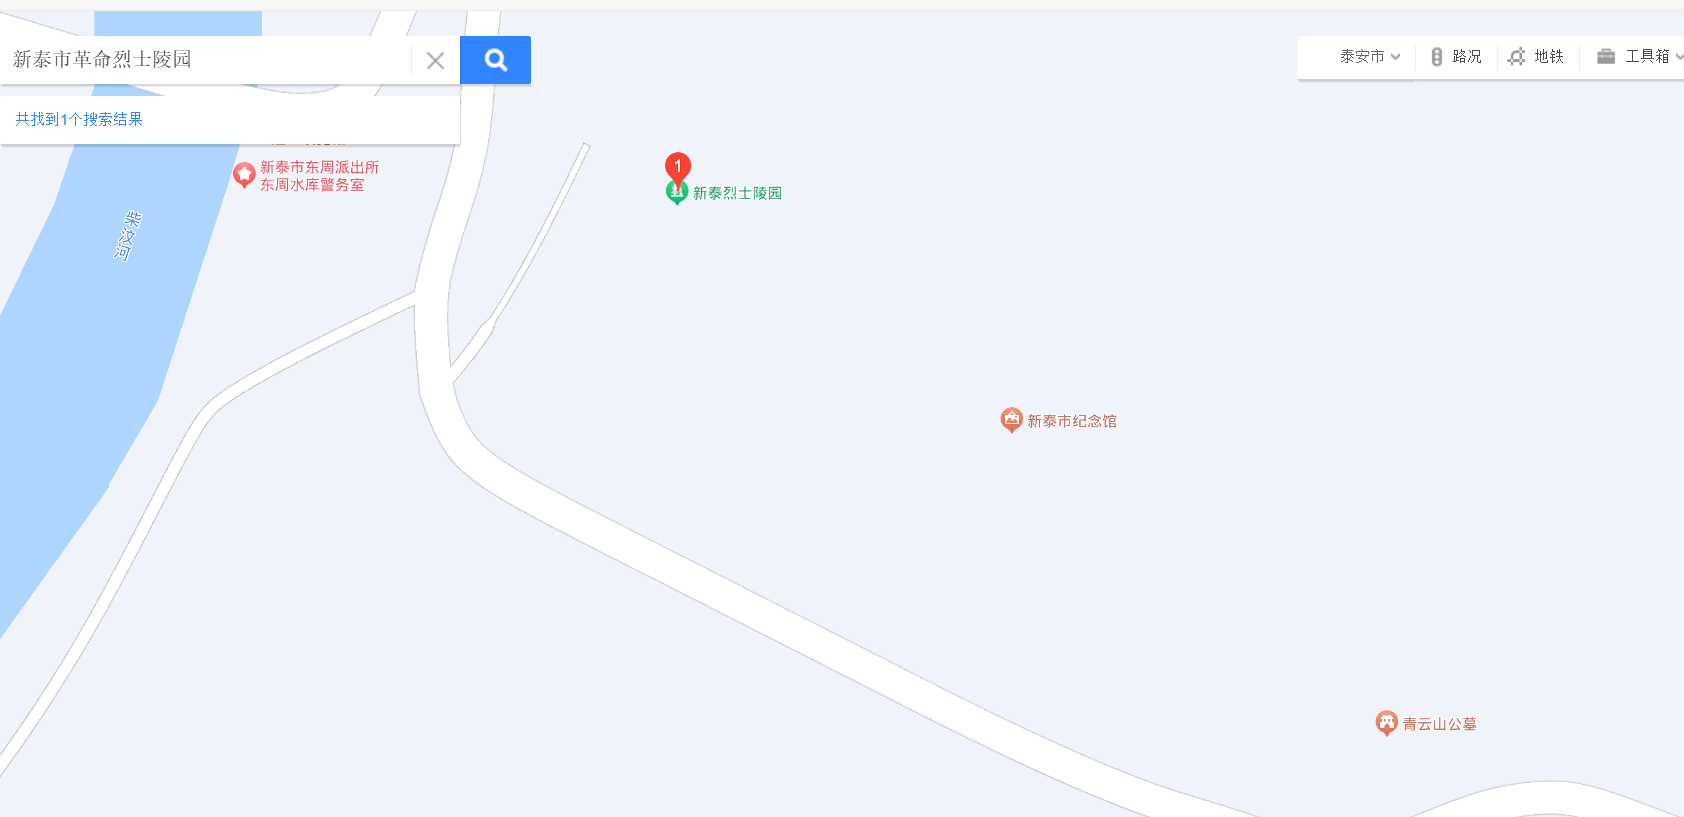 新泰市革命烈士陵园
泰安市
路况
地铁
工具箱
共找到1个搜索结果
新泰市东周派出所
东周水库警务室
1
新泰烈士陵园
柴汶河
新泰市纪念馆
青云山公墓